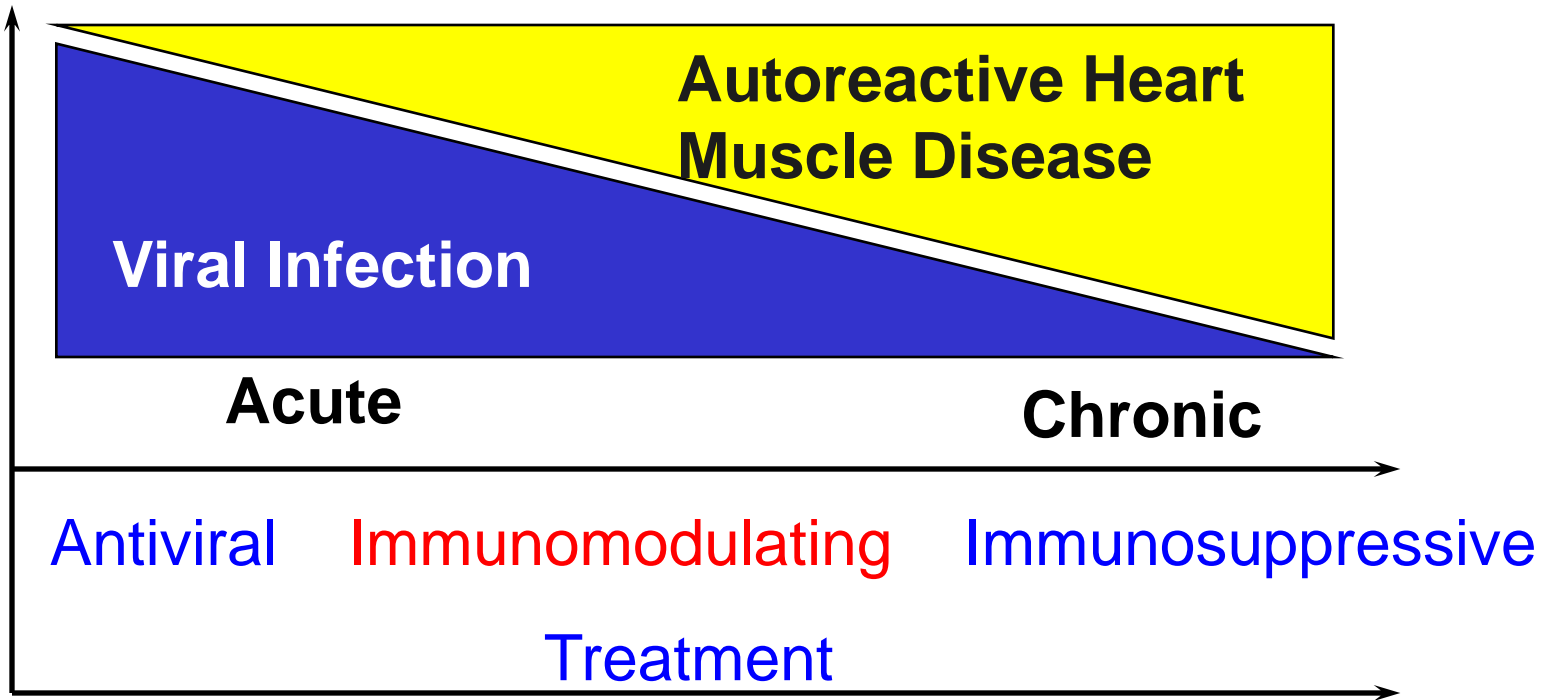 Autoreactive Heart
Muscle Disease
Viral Infection
Acute
Chronic
Antiviral Immunomodulating Immunosuppressive
Treatment